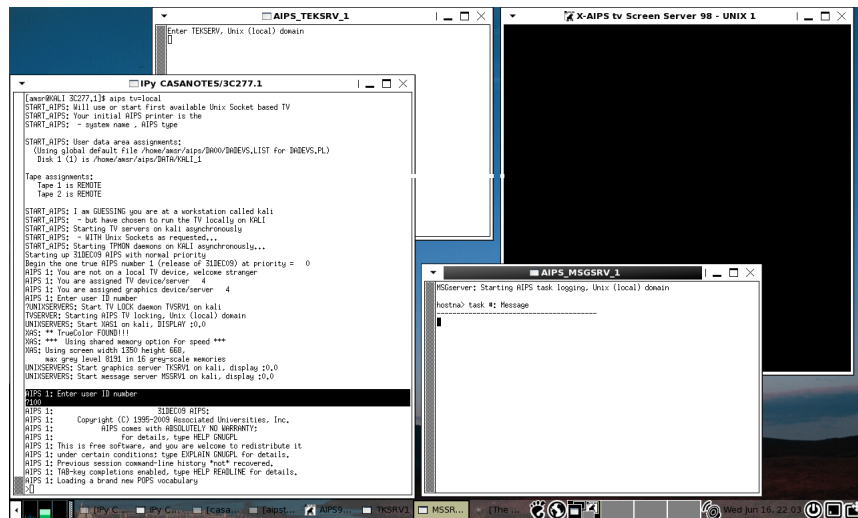 AIPS_TEKSRV_1
Enter TEKSERV, Unix (local) domain
X-AIPS tv Screen Server 98 - UNIX 1
IPy CASANOTES/3C277.1
[amsr@KALI 3C277.1]$ aips tv=local
START_AIPS: Will use or start first available Unix Socket based TV
START_AIPS: Your initial AIPS printer is the
START_AIPS:  - system name , AIPS type
START_AIPS: User data area assignments:
(Using global default file /home/amsr/aips/DA00/DADEVS.LIST for DADEVS.PL)
Disk 1 (1) is /home/amsr/aips/DATA/KALI_1
Tape assignments:
Tape 1 is REMOTE
Tape 2 is REMOTE
START_AIPS: I am GUESSING you are at a workstation called kali
START_AIPS:  - but have chosen to run the TV locally on KALI
START_AIPS: Starting TV servers on kali asynchronously
START_AIPS:  - WITH Unix Sockets as requested...
START_AIPS: Starting TPMON daemons on KALI asynchronously...
Starting up 31DEC09 AIPS with normal priority
Begin the one true AIPS number 1 (release of 31DEC09) at priority =   0
AIPS 1: You are not on a local TV device, welcome stranger
AIPS 1: You are assigned TV device/server   4
AIPS 1: You are assigned graphics device/server   4
AIPS 1: Enter user ID number
?UNIXSERVERS: Start TV LOCK daemon TVSRV1 on kali
TVSERVER: Starting AIPS TV locking, Unix (local) domain
UNIXSERVERS: Start XAS1 on kali, DISPLAY :0.0
XAS: ** TrueColor FOUND!!!
XAS: ***  Using shared memory option for speed ***
XAS: Using screen width 1350 height 668,
max grey level 8191 in 16 grey-scale memories
UNIXSERVERS: Start graphics server TKSRV1 on kali, display :0.0
UNIXSERVERS: Start message server MSSRV1 on kali, display :0.0
AIPS 1: Enter user ID number
?100
AIPS 1:                  31DEC09 AIPS:
AIPS 1:      Copyright (C) 1995-2009 Associated Universities, Inc.
AIPS 1:            AIPS comes with ABSOLUTELY NO WARRANTY;
AIPS 1:                 for details, type HELP GNUGPL
AIPS 1: This is free software, and you are welcome to redistribute it
AIPS 1: under certain conditions; type EXPLAIN GNUGPL for details.
AIPS 1: Previous session command-line history *not* recovered.
AIPS 1: TAB-key completions enabled, type HELP READLINE for details.
AIPS 1: Loading a brand new POPS vocabulary
>
AIPS_MSGSRV_1
MSGserver: Starting AIPS task logging, Unix (local) domain
hostna> task #: Message
----------------------------------------
[IPy C... IPy C... [casa... [aipst... AIPS9... TKSRV1 MSSR... [The ... Wed Jun 16, 22:03